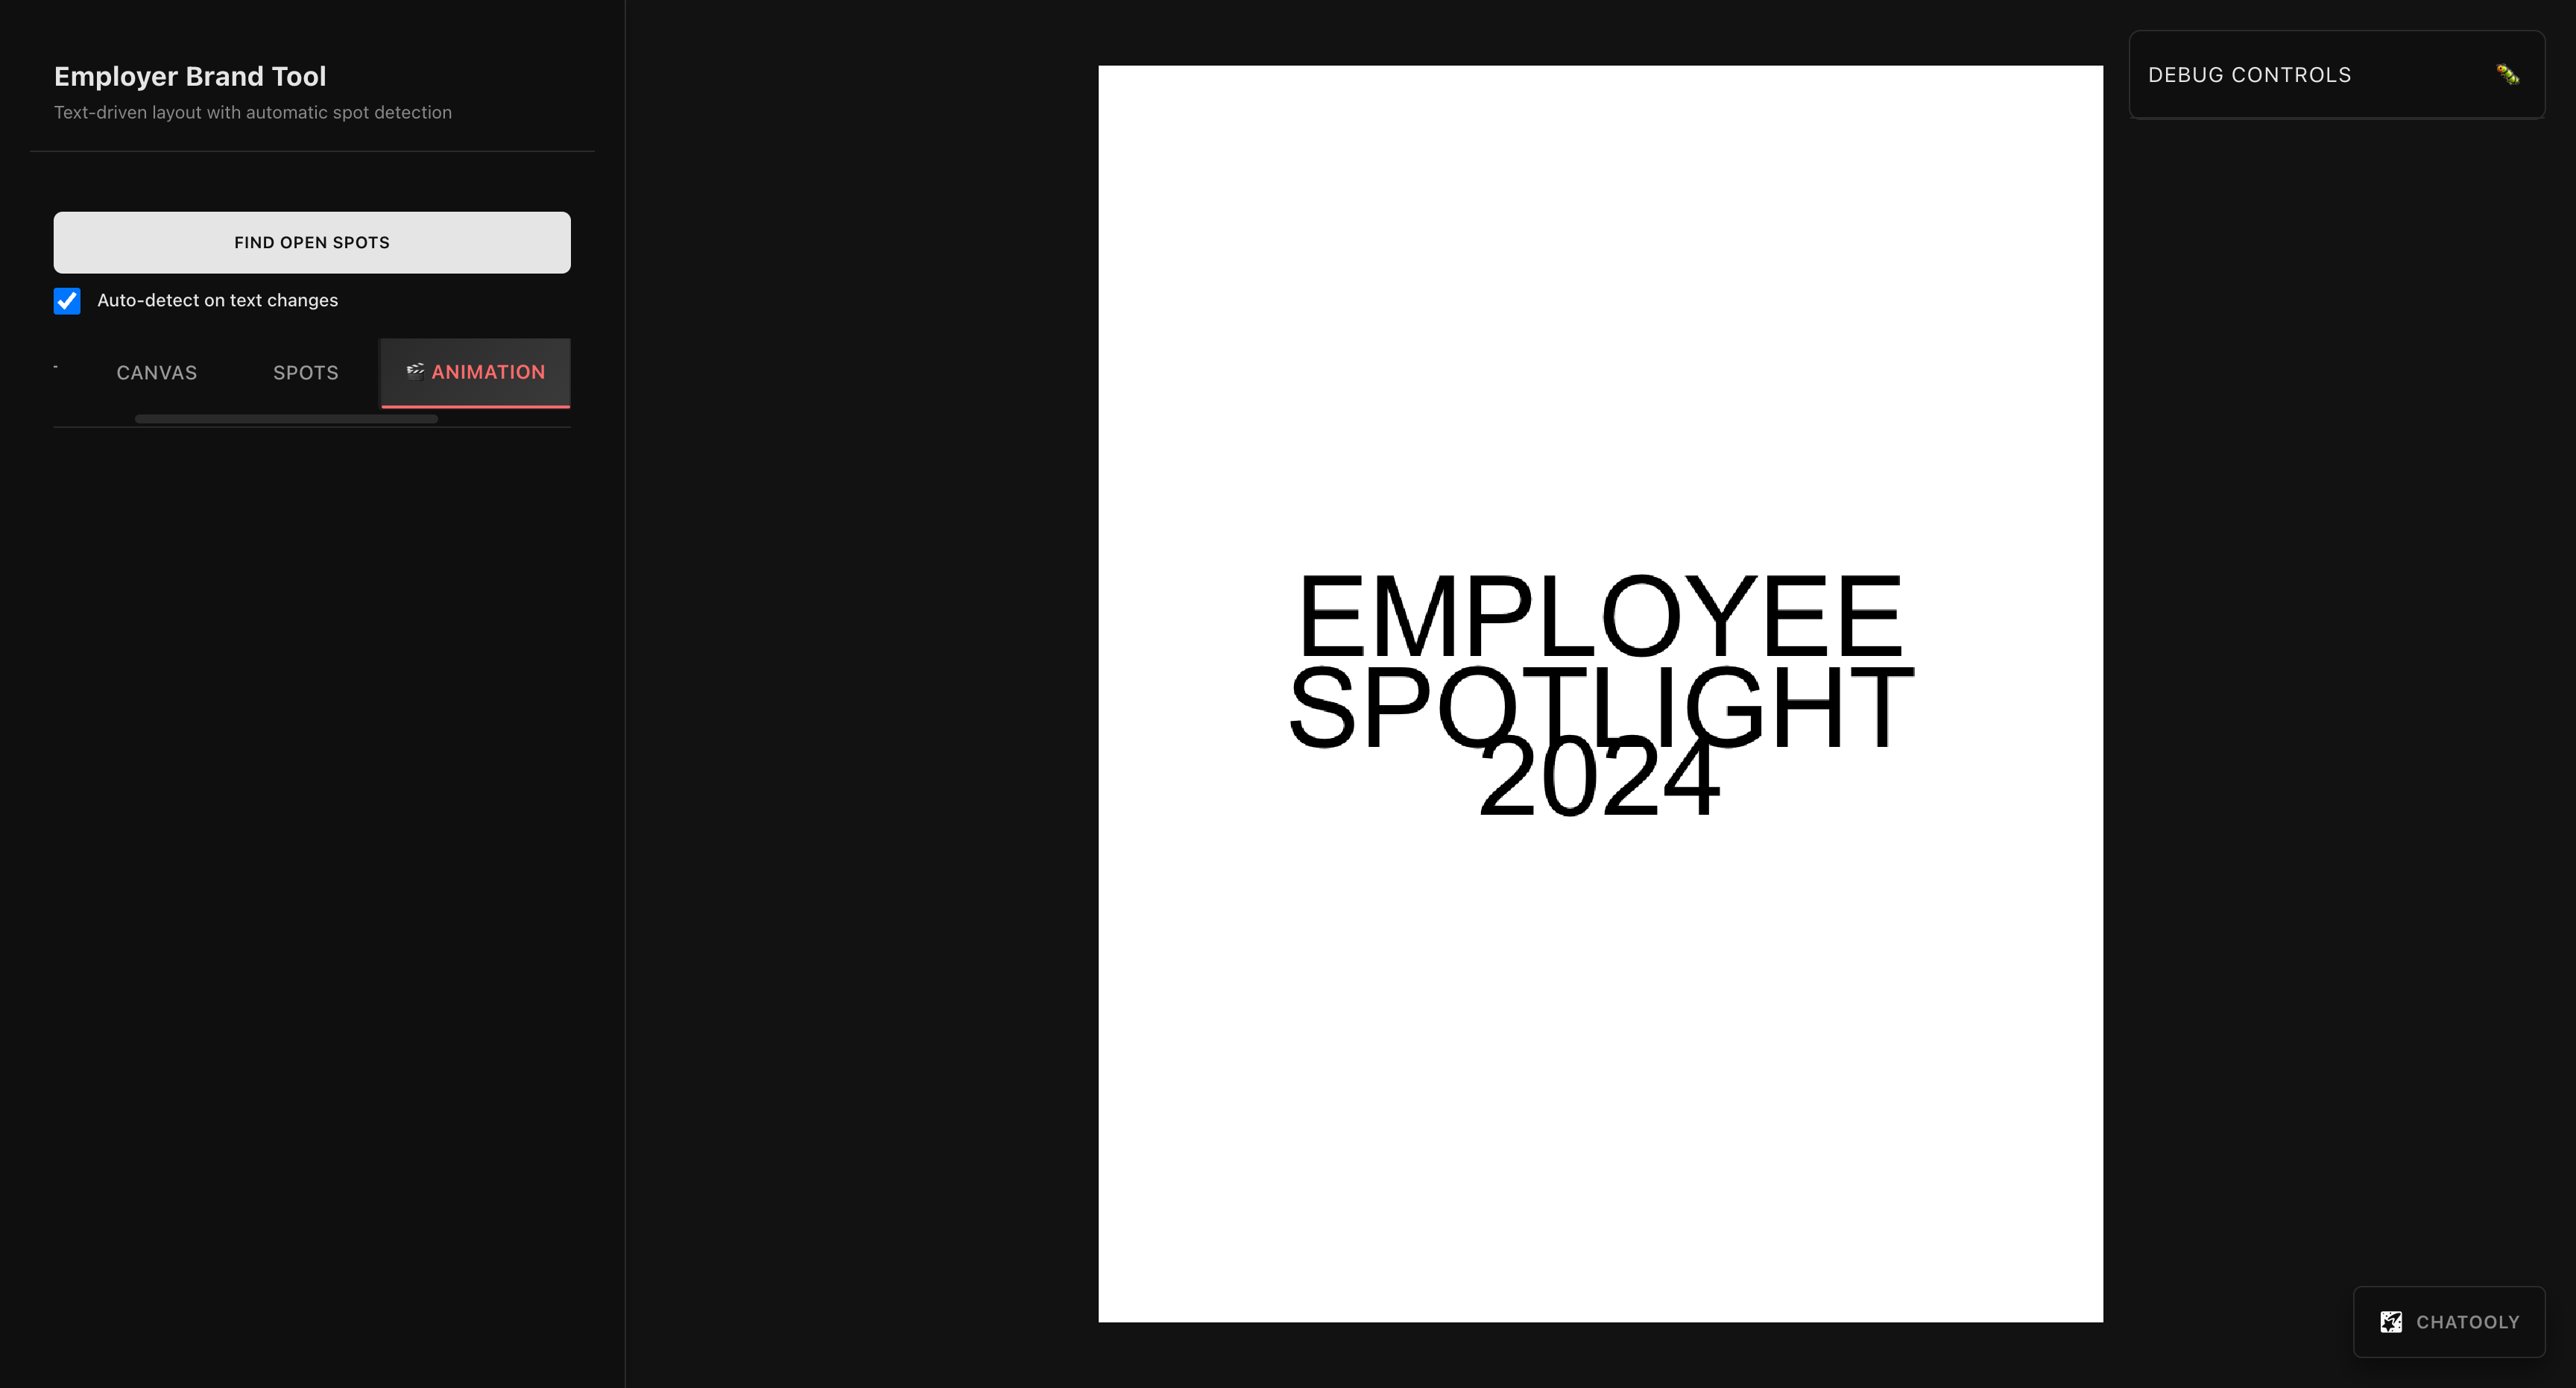 Employer Brand Tool
Text-driven layout with automatic spot detection
FIND OPEN SPOTS
Auto-detect on text changes
CANVAS
SPOTS
🎬 ANIMATION
DEBUG CONTROLS 🐛
EMPLOYEE
SPOTLIGHT
2024
CHATOOLY